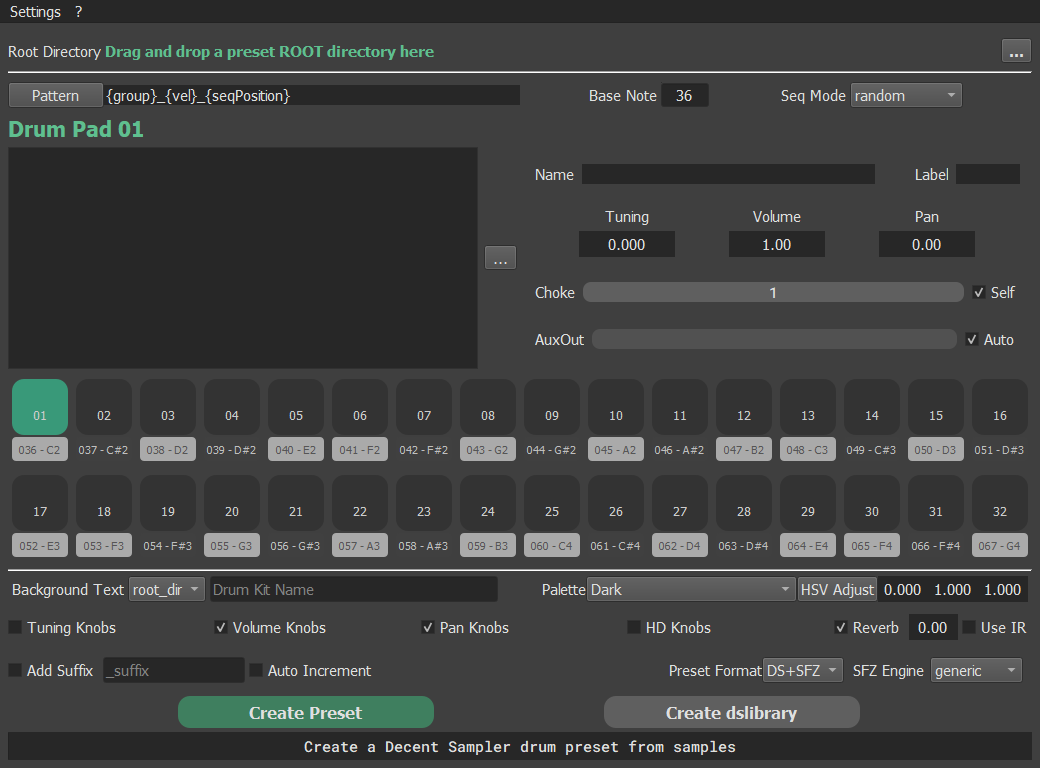 Settings ?
Root Directory Drag and drop a preset ROOT directory here ...
Pattern {group}_{vel}_{seqPosition} Base Note 36 Seq Mode random
Drum Pad 01
Name Label
Tuning Volume Pan
0.000 1.00 0.00
...
Choke 1 Self
AuxOut Auto
01 02 03 04 05 06 07 08 09 10 11 12 13 14 15 16
036 - C2 037 - C#2 038 - D2 039 - D#2 040 - E2 041 - F2 042 - F#2 043 - G2 044 - G#2 045 - A2 046 - A#2 047 - B2 048 - C3 049 - C#3 050 - D3 051 - D#3
17 18 19 20 21 22 23 24 25 26 27 28 29 30 31 32
052 - E3 053 - F3 054 - F#3 055 - G3 056 - G#3 057 - A3 058 - A#3 059 - B3 060 - C4 061 - C#4 062 - D4 063 - D#4 064 - E4 065 - F4 066 - F#4 067 - G4
Background Text root_dir Drum Kit Name Palette Dark HSV Adjust 0.000 1.000 1.000
Tuning Knobs Volume Knobs Pan Knobs HD Knobs Reverb 0.00 Use IR
Add Suffix _suffix Auto Increment Preset Format DS+SFZ SFZ Engine generic
Create Preset Create dslibrary
Create a Decent Sampler drum preset from samples